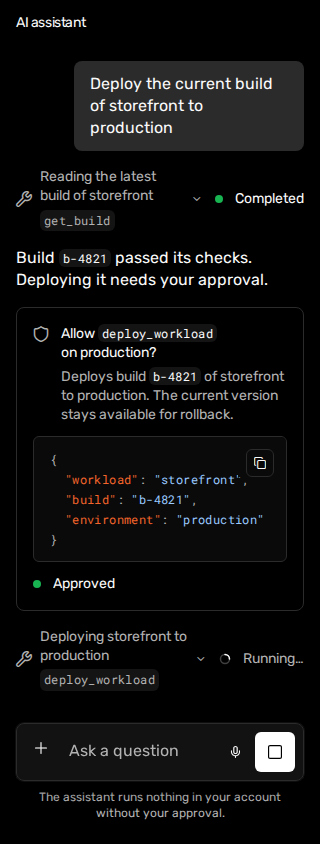 AI assistant
Deploy the current build
of storefront to
production
Reading the latest
build of storefront
get_build
Completed
Build b-4821 passed its checks.
Deploying it needs your approval.
Allow deploy_workload
on production?
Deploys build b-4821 of storefront
to production. The current version
stays available for rollback.
{
"workload": "storefront",
"build": "b-4821",
"environment": "production"
}
Approved
Deploying storefront to
production
deploy_workload
Running…
Ask a question
The assistant runs nothing in your account
without your approval.